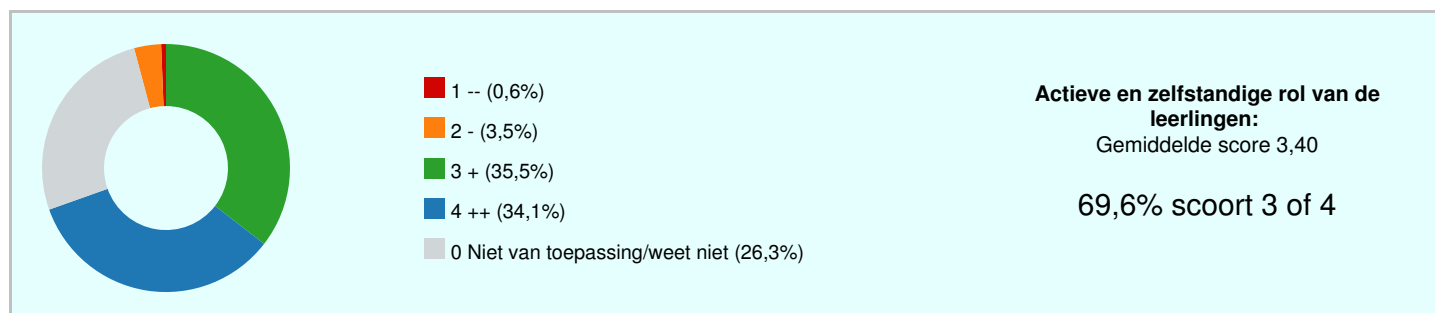 1 -- (0,6%)
2 - (3,5%)
3 + (35,5%)
4 ++ (34,1%)
0 Niet van toepassing/weet niet (26,3%)
Actieve en zelfstandige rol van de
leerlingen:
Gemiddelde score 3,40
69,6% scoort 3 of 4